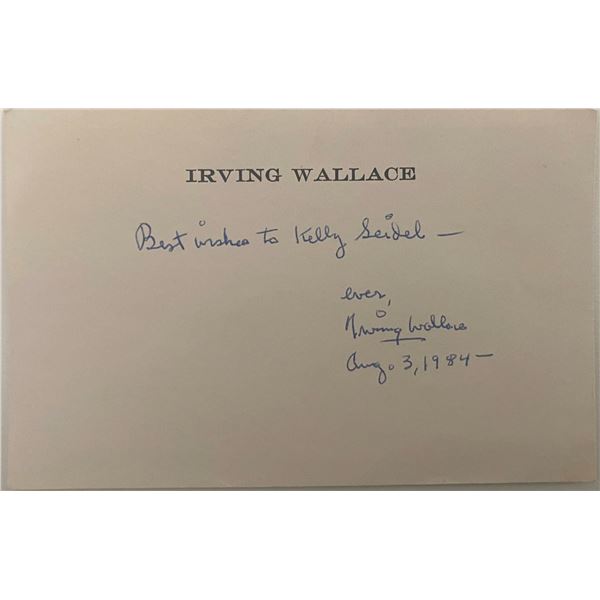 IRVING WALLACE
Best wishes to Kelly Seidel —
ever,
Irving Wallace
Aug. 3, 1984 —